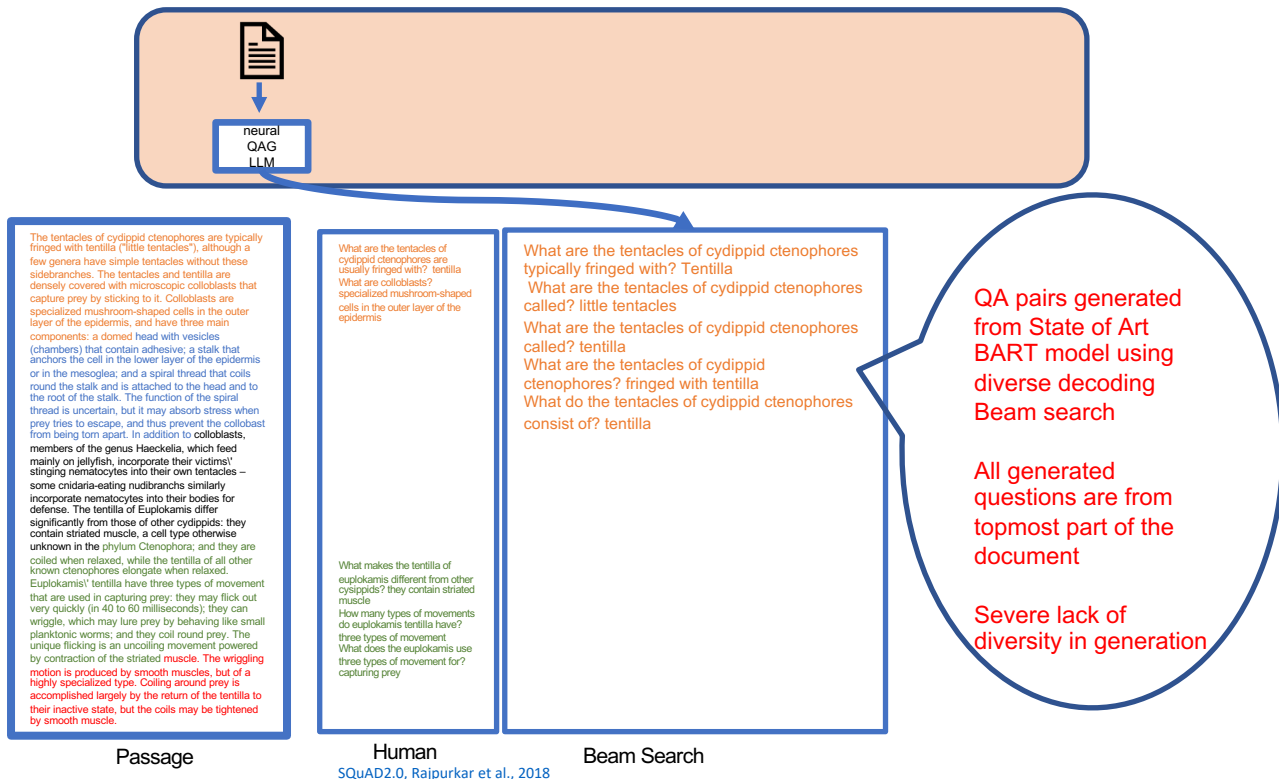 neural
QAG
LLM
The tentacles of cydippid ctenophores are typically
fringed with tentilla ("little tentacles"), although a
few genera have simple tentacles without these
sidebranches. The tentacles and tentilla are
densely covered with microscopic colloblasts that
capture prey by sticking to it. Colloblasts are
specialized mushroom-shaped cells in the outer
layer of the epidermis, and have three main
components: a domed head with vesicles
(chambers) that contain adhesive; a stalk that
anchors the cell in the lower layer of the epidermis
or in the mesoglea; and a spiral thread that coils
round the stalk and is attached to the head and to
the root of the stalk. The function of the spiral
thread is uncertain, but it may absorb stress when
prey tries to escape, and thus prevent the collobast
from being torn apart. In addition to colloblasts,
members of the genus Haeckelia, which feed
mainly on jellyfish, incorporate their victims\'
stinging nematocytes into their own tentacles –
some cnidaria-eating nudibranchs similarly
incorporate nematocytes into their bodies for
defense. The tentilla of Euplokamis differ
significantly from those of other cydippids: they
contain striated muscle, a cell type otherwise
unknown in the phylum Ctenophora; and they are
coiled when relaxed, while the tentilla of all other
known ctenophores elongate when relaxed.
Euplokamis\' tentilla have three types of movement
that are used in capturing prey: they may flick out
very quickly (in 40 to 60 milliseconds); they can
wriggle, which may lure prey by behaving like small
planktonic worms; and they coil round prey. The
unique flicking is an uncoiling movement powered
by contraction of the striated muscle. The wriggling
motion is produced by smooth muscles, but of a
highly specialized type. Coiling around prey is
accomplished largely by the return of the tentilla to
their inactive state, but the coils may be tightened
by smooth muscle.
Passage
What are the tentacles of
cydippid ctenophores are
usually fringed with? tentilla
What are colloblasts?
specialized mushroom-shaped
cells in the outer layer of the
epidermis
What makes the tentilla of
euplokamis different from other
cysippids? they contain striated
muscle
How many types of movements
do euplokamis tentilla have?
three types of movement
What does the euplokamis use
three types of movement for?
capturing prey
Human
SQuAD2.0, Rajpurkar et al., 2018
What are the tentacles of cydippid ctenophores
typically fringed with? Tentilla
What are the tentacles of cydippid ctenophores
called? little tentacles
What are the tentacles of cydippid ctenophores
called? tentilla
What are the tentacles of cydippid
ctenophores? fringed with tentilla
What do the tentacles of cydippid ctenophores
consist of? tentilla
Beam Search
QA pairs generated
from State of Art
BART model using
diverse decoding
Beam search
All generated
questions are from
topmost part of the
document
Severe lack of
diversity in generation